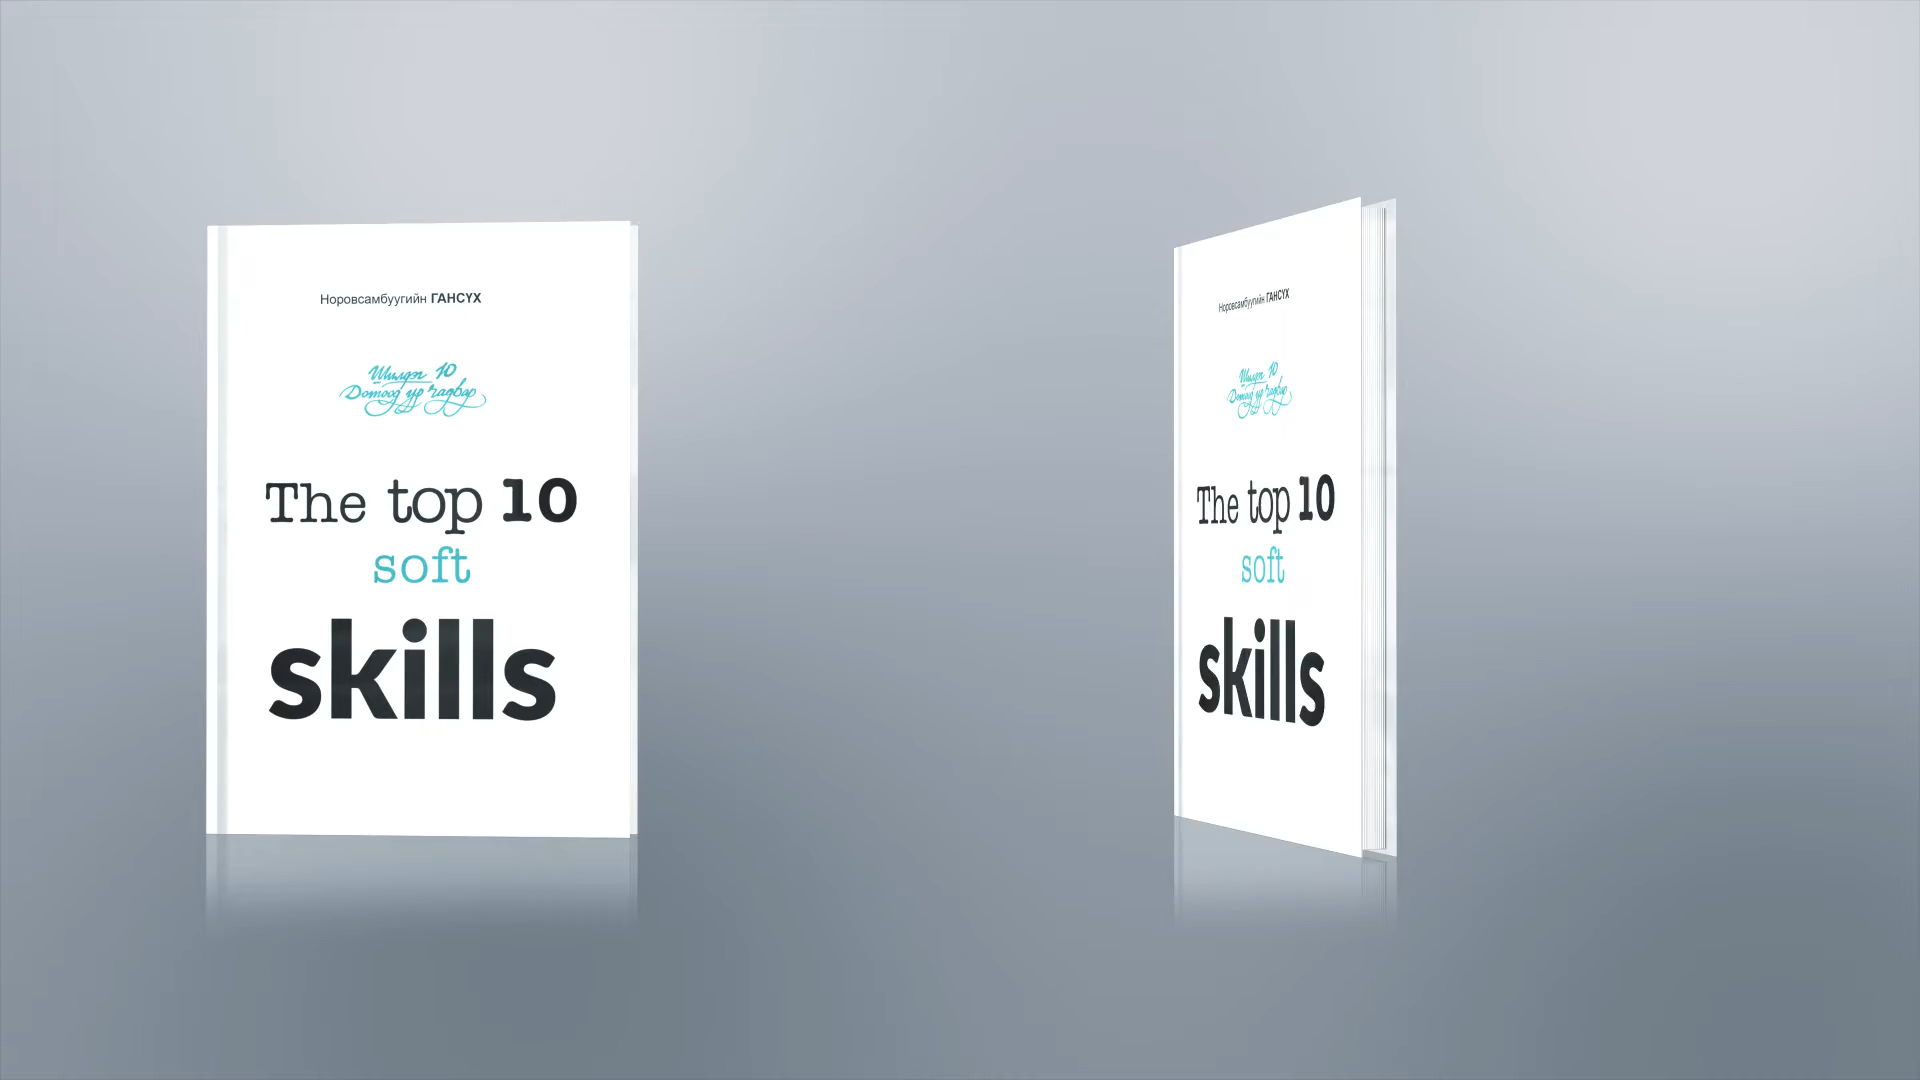 Норовсамбуугийн ГАНСҮХ
Шилдэг 10
Дотоод ур чадвар
The top 10
soft
skills
Норовсамбуугийн ГАНСҮХ
Шилдэг 10
Дотоод ур чадвар
The top 10
soft
skills